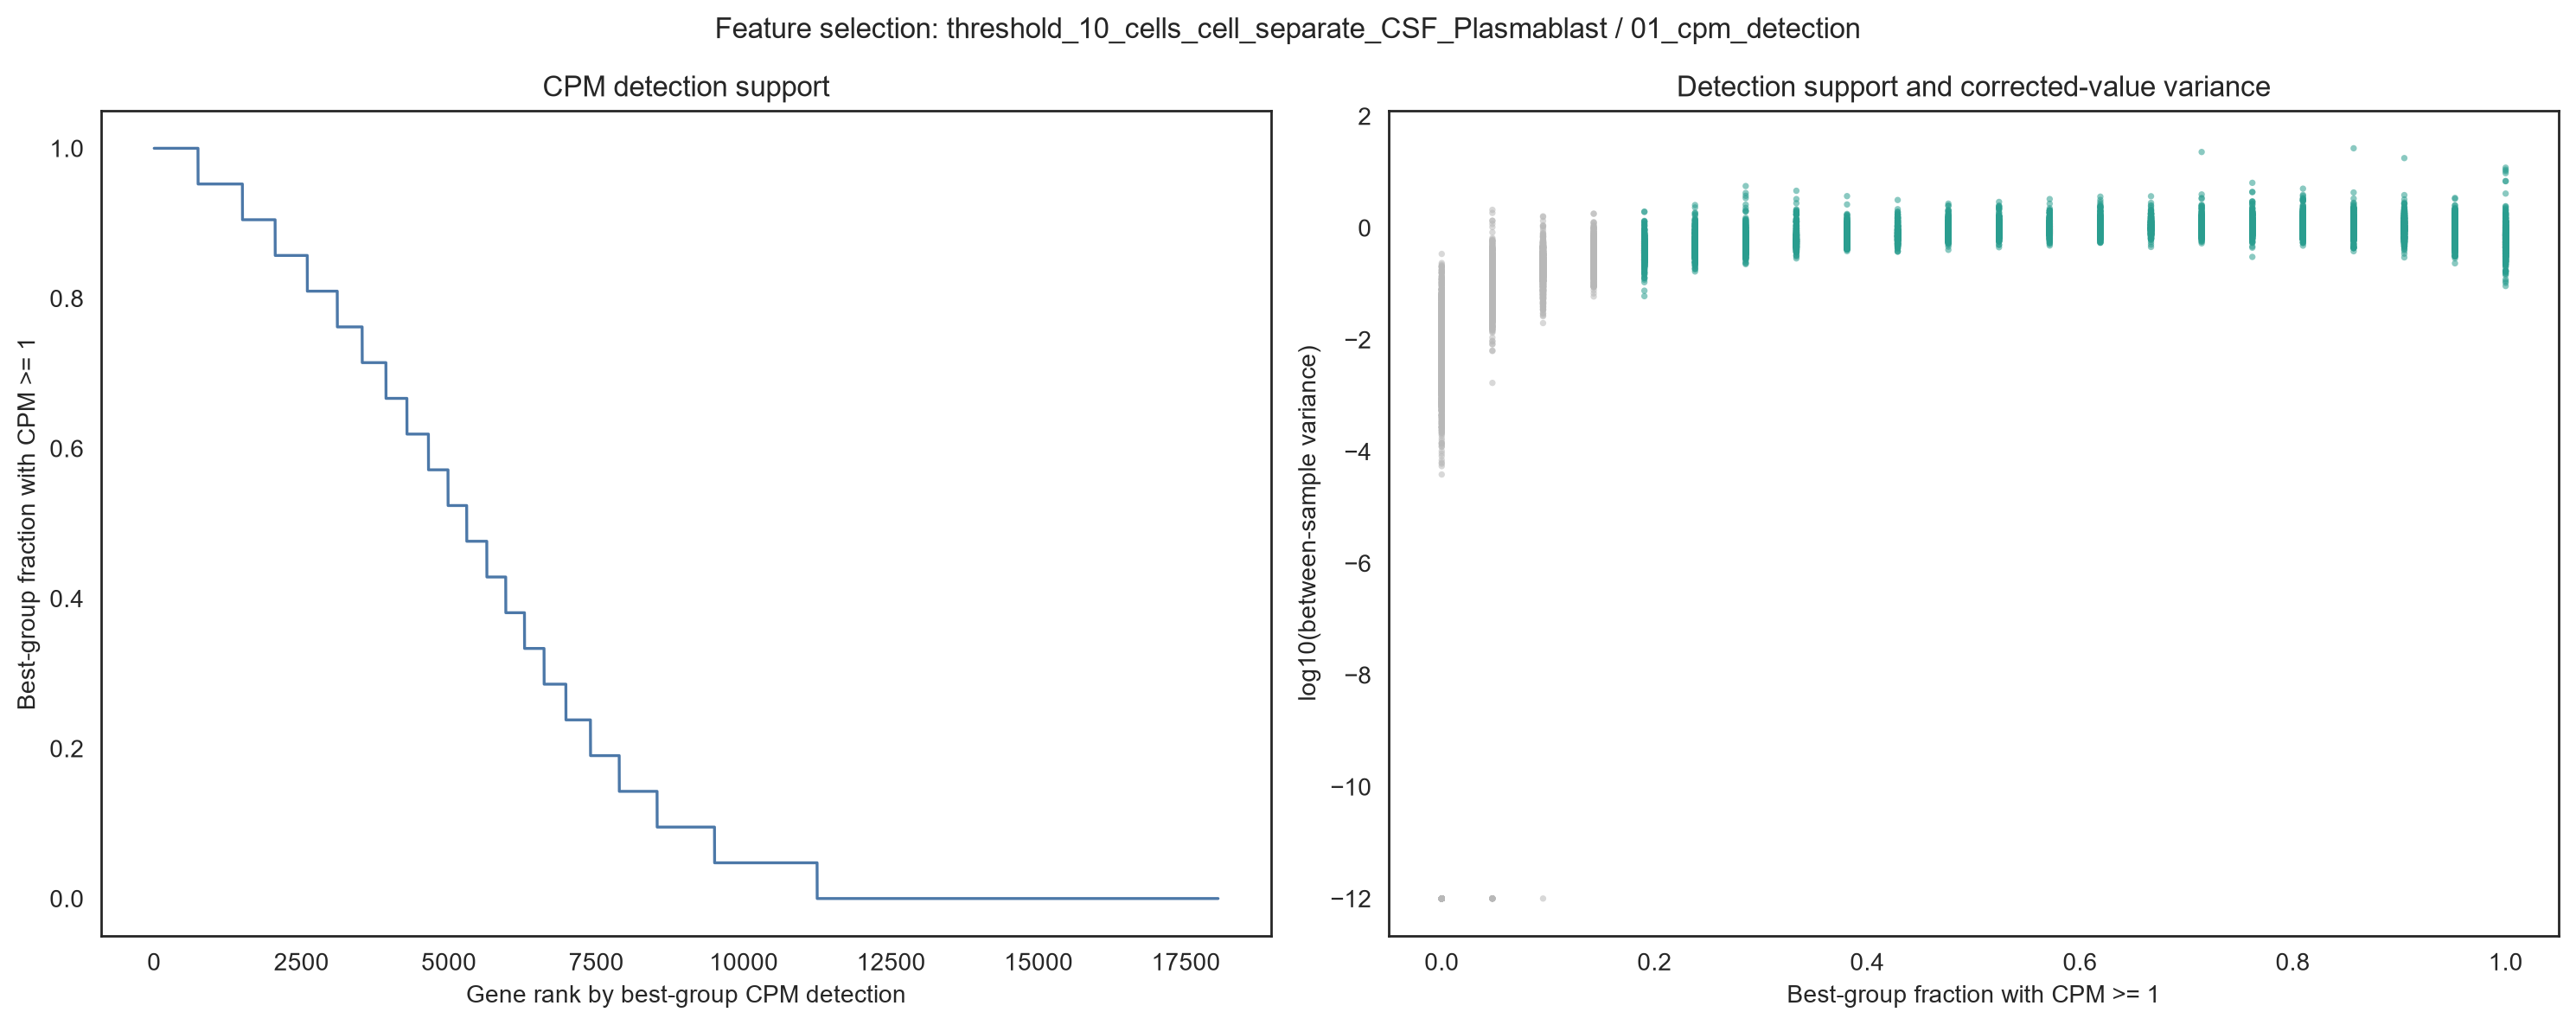 Feature selection: threshold_10_cells_cell_separate_CSF_Plasmablast / 01_cpm_detection
CPM detection support
1.0
0.8
0.6
0.4
0.2
0.0
Best-group fraction with CPM >= 1
0 2500 5000 7500 10000 12500 15000 17500
Gene rank by best-group CPM detection
Detection support and corrected-value variance
2
0
−2
−4
−6
−8
−10
−12
log10(between-sample variance)
0.0 0.2 0.4 0.6 0.8 1.0
Best-group fraction with CPM >= 1